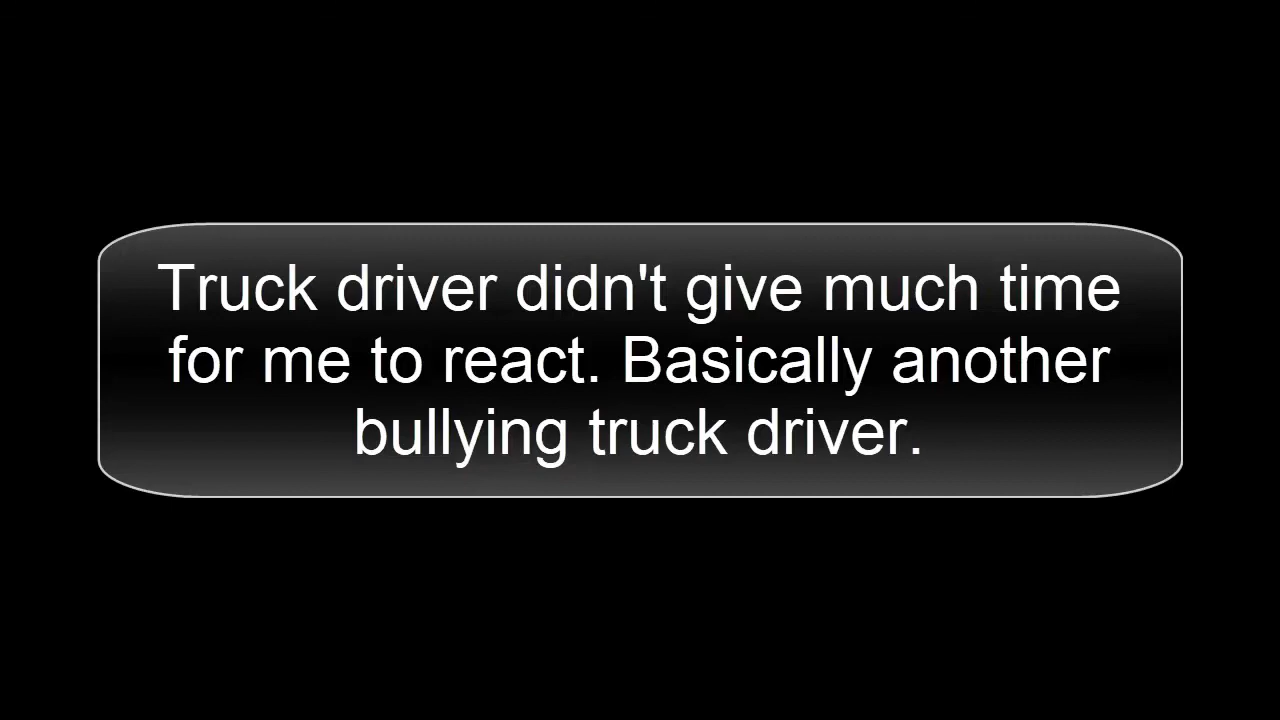 Truck driver didn't give much time
for me to react. Basically another
bullying truck driver.